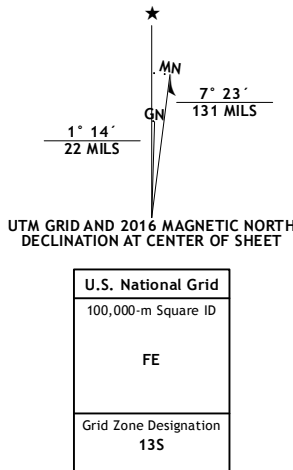 MN
7° 23´
131 MILS
GN
1° 14´
22 MILS
UTM GRID AND 2016 MAGNETIC NORTH
DECLINATION AT CENTER OF SHEET
U.S. National Grid
100,000-m Square ID
FE
Grid Zone Designation
13S